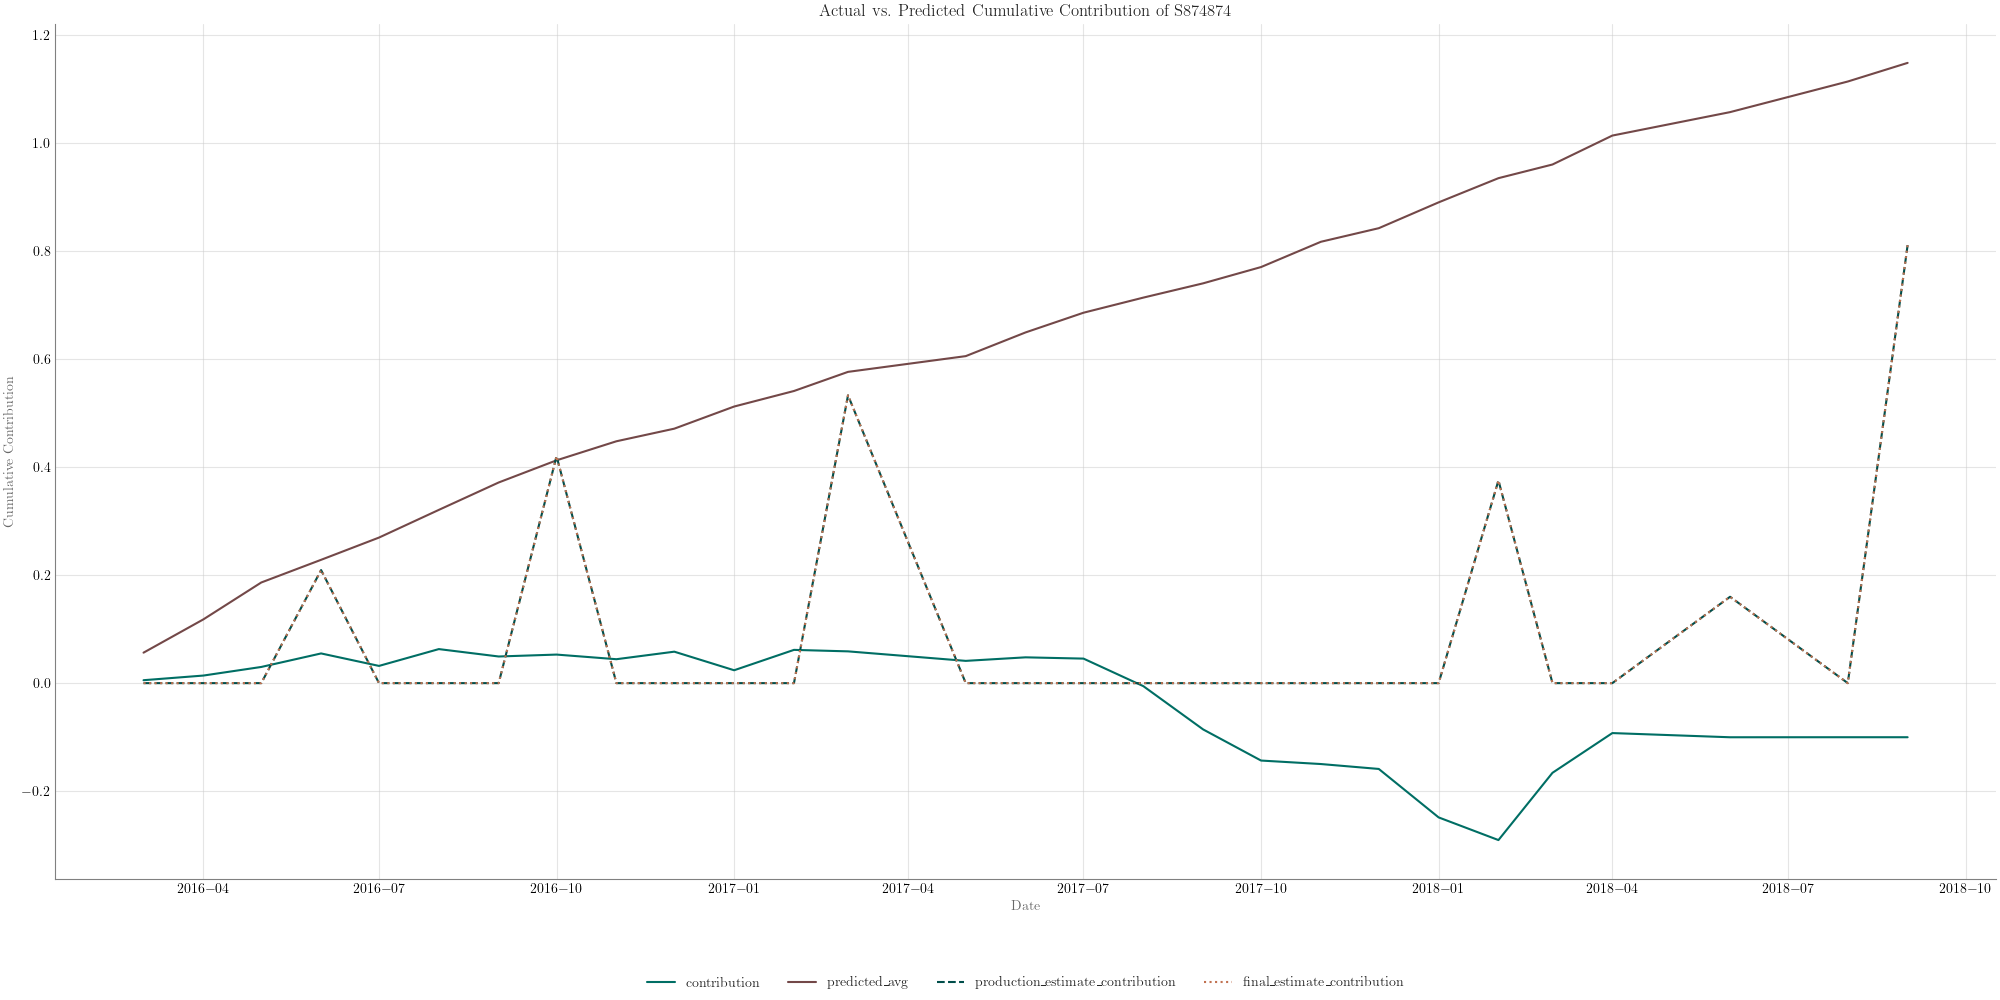 Actual vs. Predicted Cumulative Contribution of S874874
Cumulative Contribution
1.2
1.0
0.8
0.6
0.4
0.2
0.0
−0.2
2016−04 2016−07 2016−10 2017−01 2017−04 2017−07 2017−10 2018−01 2018−04 2018−07 2018−10
Date
contribution predicted_avg production_estimate_contribution final_estimate_contribution